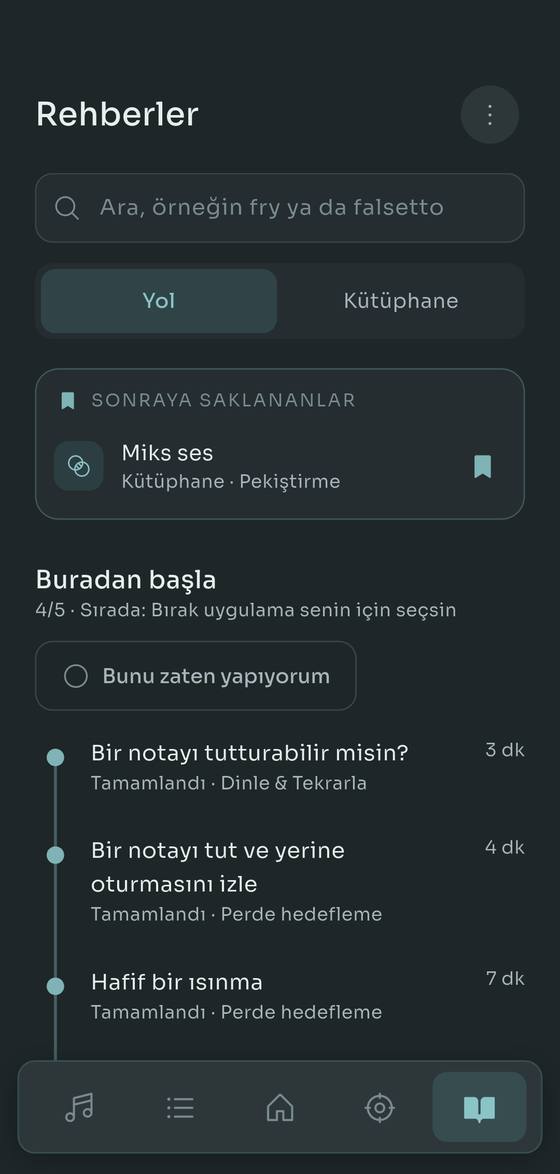 Rehberler
Ara, örneğin fry ya da falsetto
Yol
Kütüphane
SONRAYA SAKLANANLAR
Miks ses
Kütüphane · Pekiştirme
Buradan başla
4/5 · Sırada: Bırak uygulama senin için seçsin
Bunu zaten yapıyorum
Bir notayı tutturabilir misin?
3 dk
Tamamlandı · Dinle & Tekrarla
Bir notayı tut ve yerine
4 dk
oturmasını izle
Tamamlandı · Perde hedefleme
Hafif bir ısınma
7 dk
Tamamlandı · Perde hedefleme